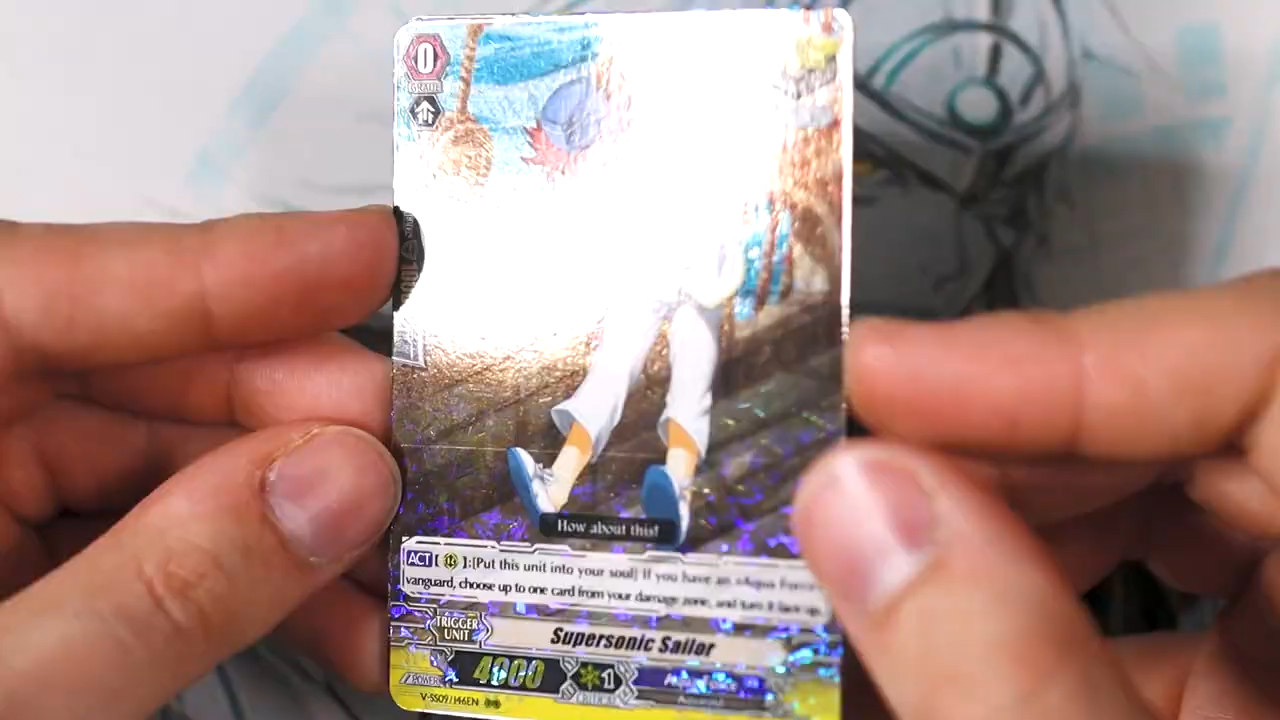 0
GRADE
How about this!
ACT [ ]:[Put this unit into your soul] If you have an «Aqua Force»
vanguard, choose up to one card from your damage zone, and turn it face up.
TRIGGER
UNIT
Supersonic Sailor
POWER
4000
1
CRITICAL
V-SS09/146EN